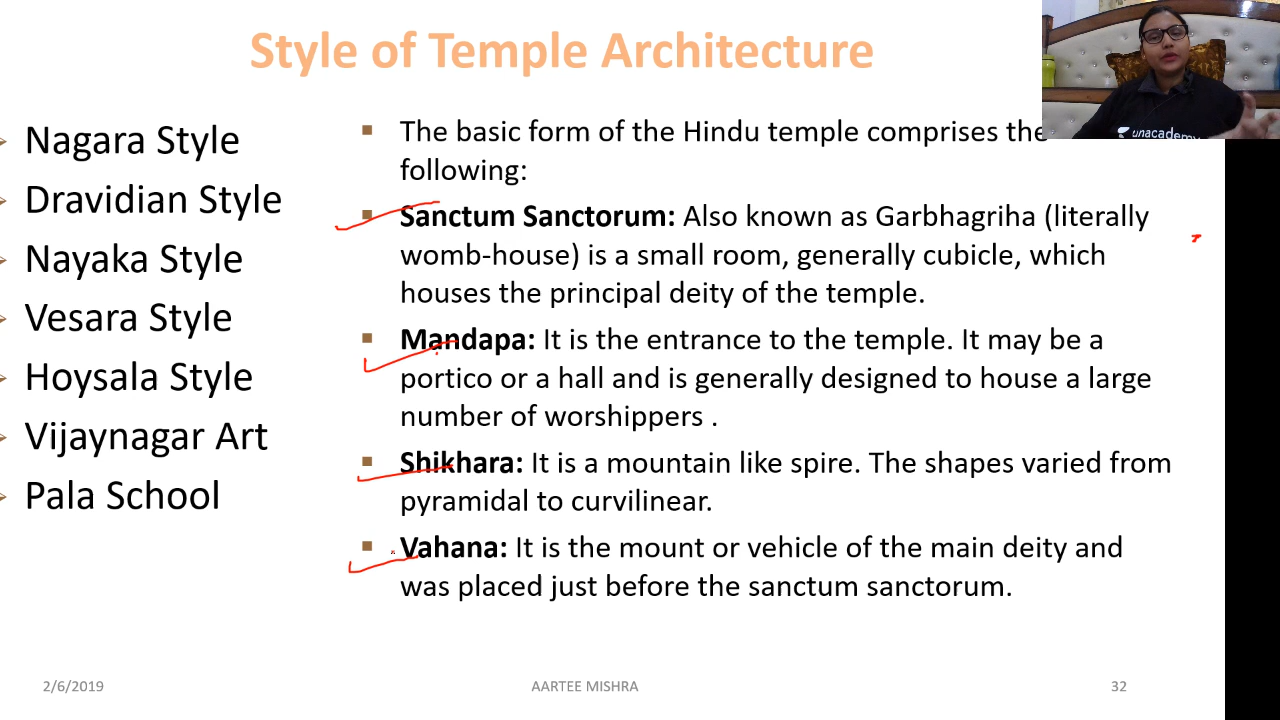 Style of Temple Architecture
unacademy
Nagara Style
Dravidian Style
Nayaka Style
Vesara Style
Hoysala Style
Vijaynagar Art
Pala School
The basic form of the Hindu temple comprises the
following:
Sanctum Sanctorum: Also known as Garbhagriha (literally
womb-house) is a small room, generally cubicle, which
houses the principal deity of the temple.
Mandapa: It is the entrance to the temple. It may be a
portico or a hall and is generally designed to house a large
number of worshippers .
Shikhara: It is a mountain like spire. The shapes varied from
pyramidal to curvilinear.
Vahana: It is the mount or vehicle of the main deity and
was placed just before the sanctum sanctorum.
2/6/2019
AARTEE MISHRA
32